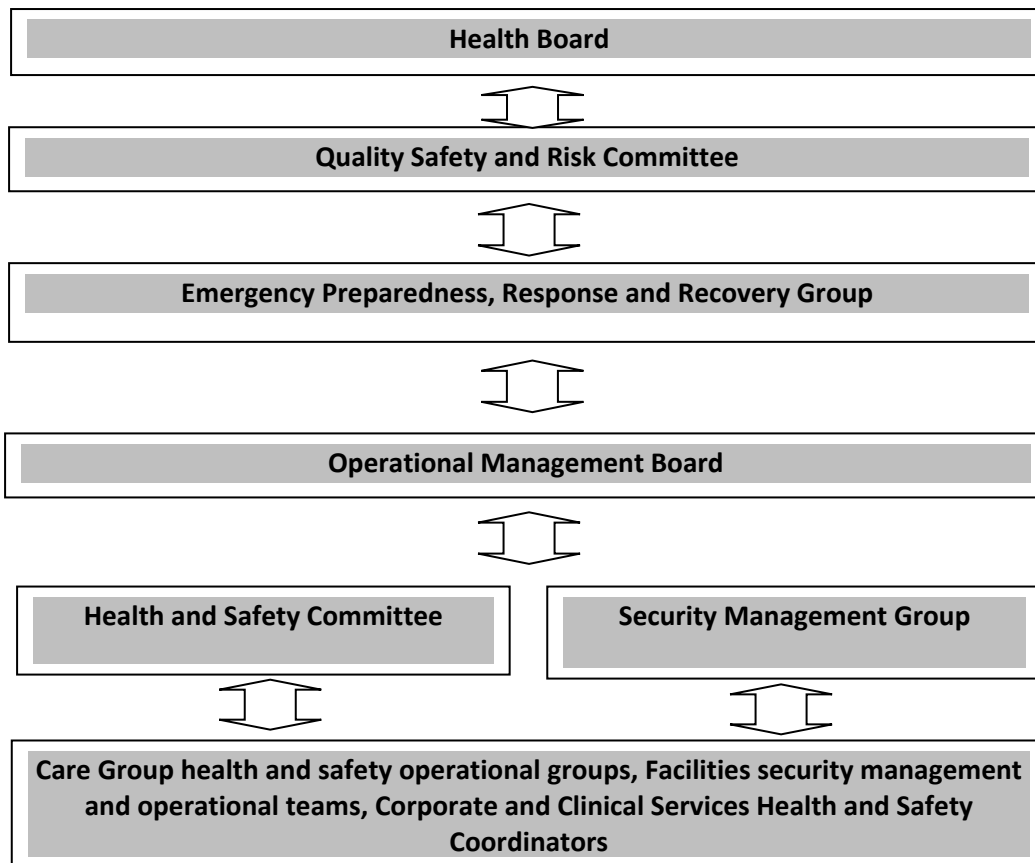 Health Board
Quality Safety and Risk Committee
Emergency Preparedness, Response and Recovery Group
Operational Management Board
Health and Safety Committee
Security Management Group
Care Group health and safety operational groups, Facilities security management
and operational teams, Corporate and Clinical Services Health and Safety
Coordinators